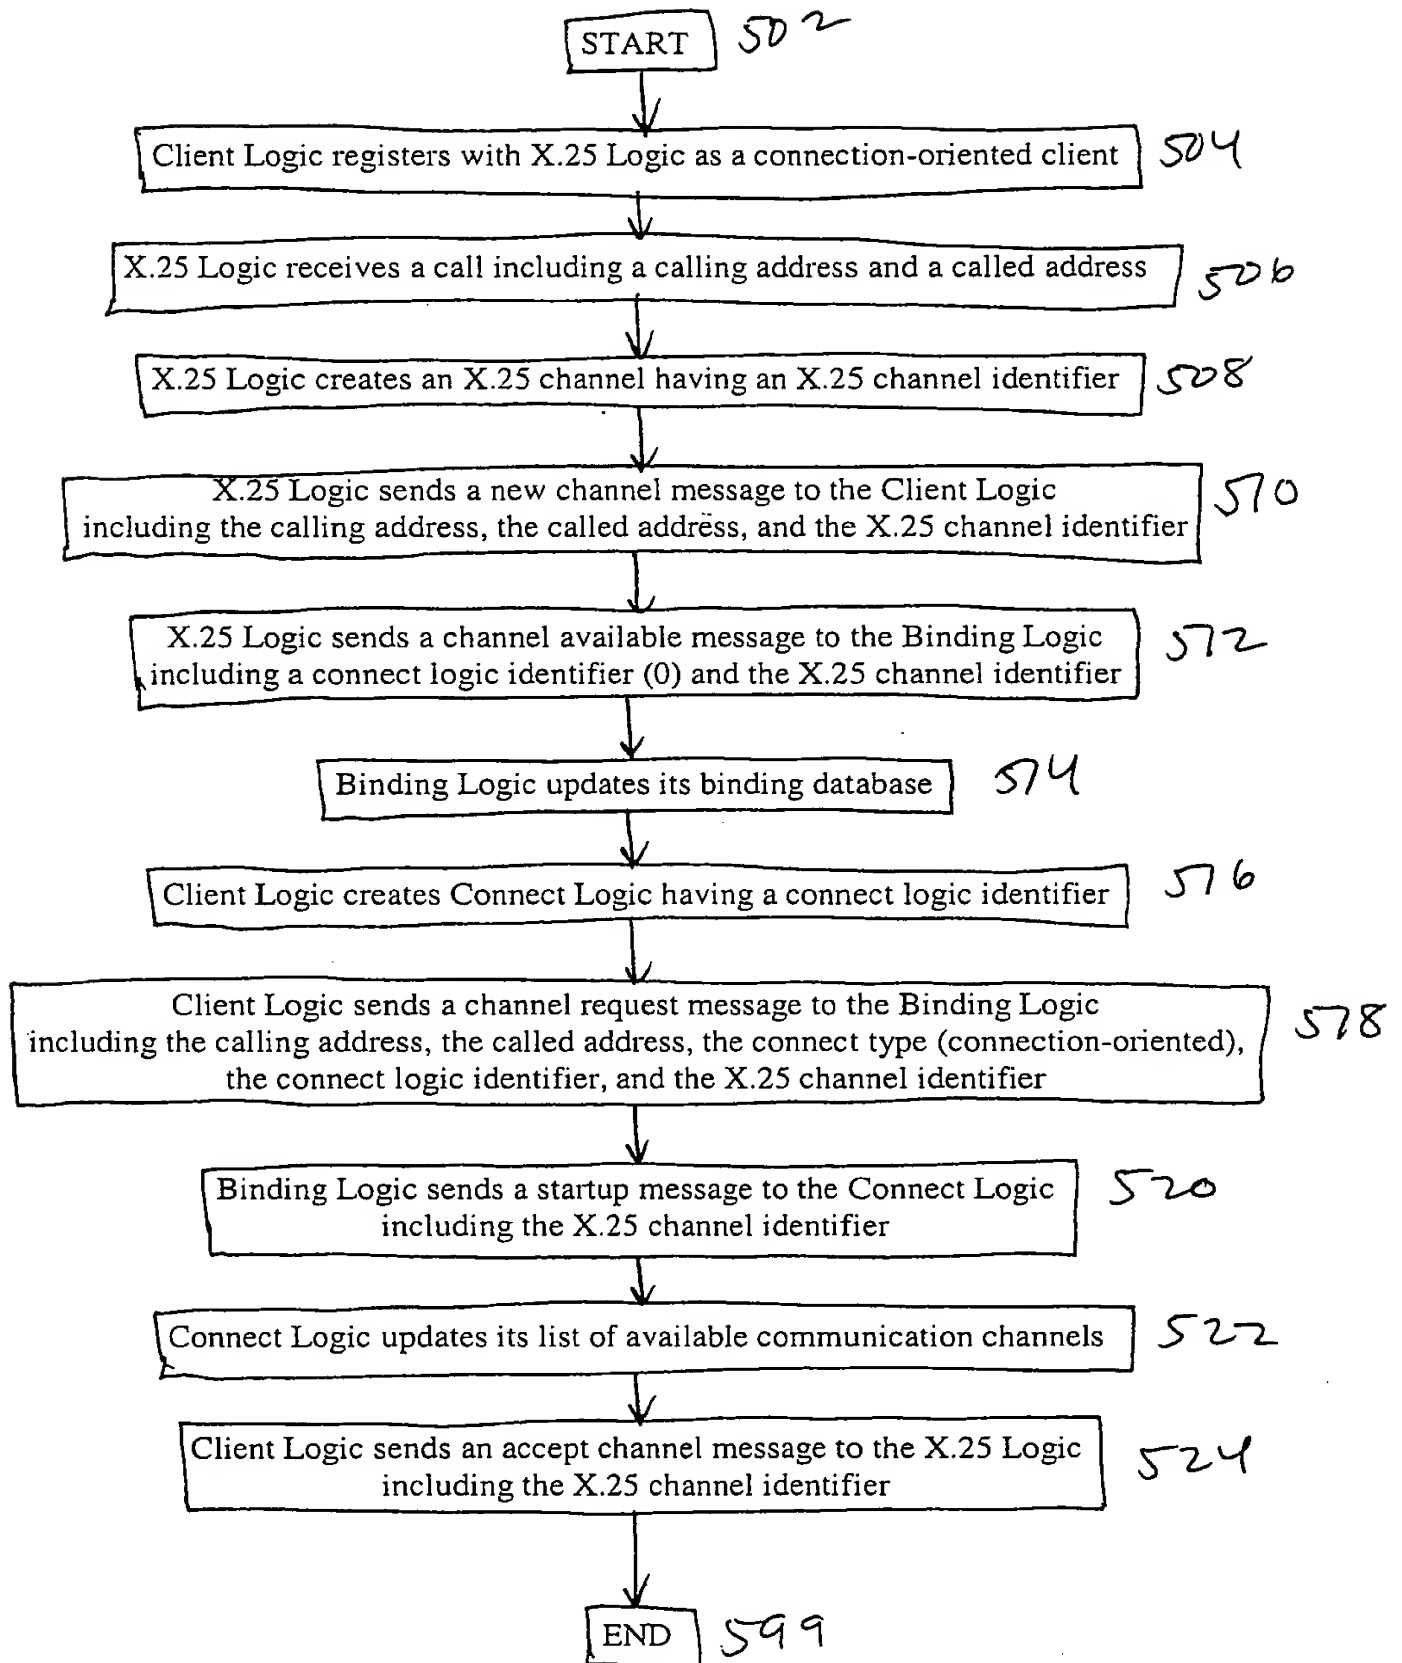 START 502
Client Logic registers with X.25 Logic as a connection-oriented client 504
X.25 Logic receives a call including a calling address and a called address 506
X.25 Logic creates an X.25 channel having an X.25 channel identifier 508
X.25 Logic sends a new channel message to the Client Logic 510
including the calling address, the called address, and the X.25 channel identifier
X.25 Logic sends a channel available message to the Binding Logic 512
including a connect logic identifier (0) and the X.25 channel identifier
Binding Logic updates its binding database 514
Client Logic creates Connect Logic having a connect logic identifier 516
Client Logic sends a channel request message to the Binding Logic
including the calling address, the called address, the connect type (connection-oriented), 518
the connect logic identifier, and the X.25 channel identifier
Binding Logic sends a startup message to the Connect Logic 520
including the X.25 channel identifier
Connect Logic updates its list of available communication channels 522
Client Logic sends an accept channel message to the X.25 Logic 524
including the X.25 channel identifier
END 599